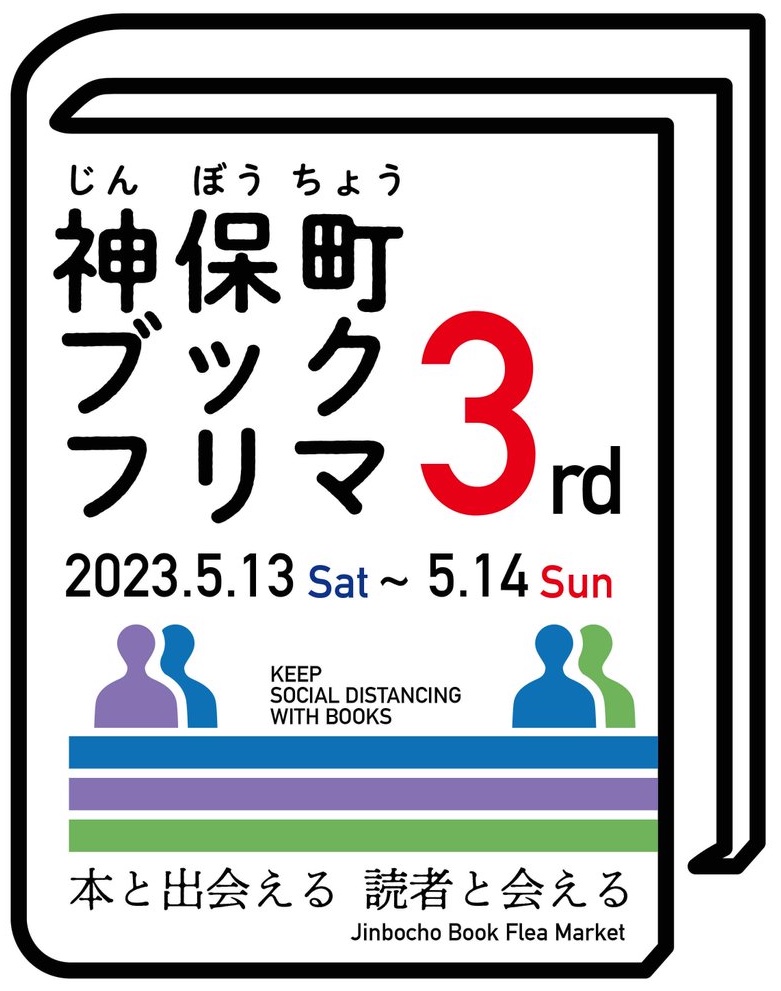 じんぼうちょう
神保町
ブック
フリマ
3rd
2023.5.13 Sat ~ 5.14 Sun
KEEP
SOCIAL DISTANCING
WITH BOOKS
本と出会える 読者と会える
Jinbocho Book Flea Market